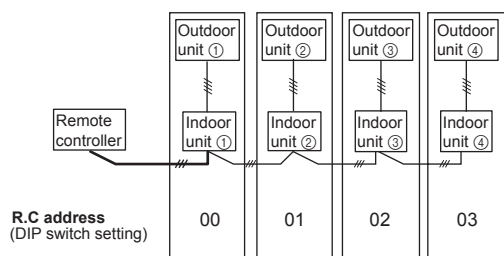 Outdoor
unit ①
Outdoor
unit ②
Outdoor
unit ③
Outdoor
unit ④
Remote
controller
Indoor
unit ①
Indoor
unit ②
Indoor
unit ③
Indoor
unit ④
R.C address
(DIP switch setting)
00
01
02
03